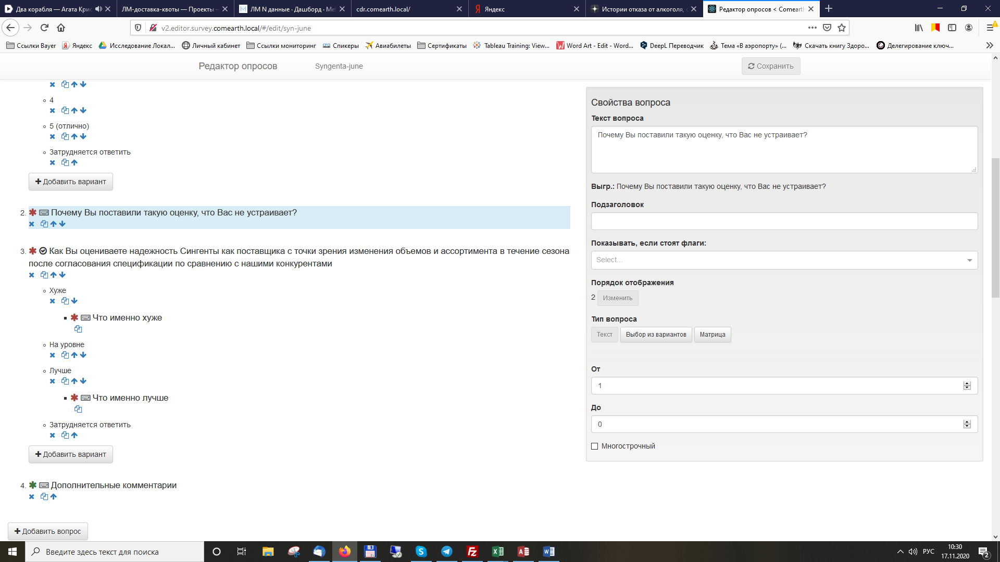 Два корабля — Агата Крис
ЛМ-доставка-квоты — Проекты —
ЛМ N данные · Дашборд · Met
cdr.comearth.local/
Яндекс
Истории отказа от алкоголя,
Редактор опросов < Comearth
v2.editor.survey.comearth.local/#/edit/syn-june
Ссылки Bayer
Яндекс
Исследование Локал...
Личный кабинет
Ссылки мониторинг
Спикеры
Авиабилеты
Сертификаты
Tableau Training: View...
Word Art - Edit - Word...
DeepL Переводчик
Тема «В аэропорту» (...
Скачать книгу Здоро...
Делегирование ключ...
Редактор опросов
Syngenta-june
Сохранить
4
5 (отлично)
Затрудняется ответить
Добавить вариант
2. Почему Вы поставили такую оценку, что Вас не устраивает?
3. Как Вы оцениваете надежность Сингенты как поставщика с точки зрения изменения объемов и ассортимента в течение сезона
после согласования спецификации по сравнению с нашими конкурентами
Хуже
Что именно хуже
На уровне
Лучше
Что именно лучше
Затрудняется ответить
Добавить вариант
4. Дополнительные комментарии
Добавить вопрос
Свойства вопроса
Текст вопроса
Почему Вы поставили такую оценку, что Вас не устраивает?
Выгр.: Почему Вы поставили такую оценку, что Вас не устраивает?
Подзаголовок
Показывать, если стоят флаги:
Select...
Порядок отображения
2 Изменить
Тип вопроса
Текст
Выбор из вариантов
Матрица
От
1
До
0
Многострочный
Введите здесь текст для поиска
РУС
10:30
17.11.2020
2